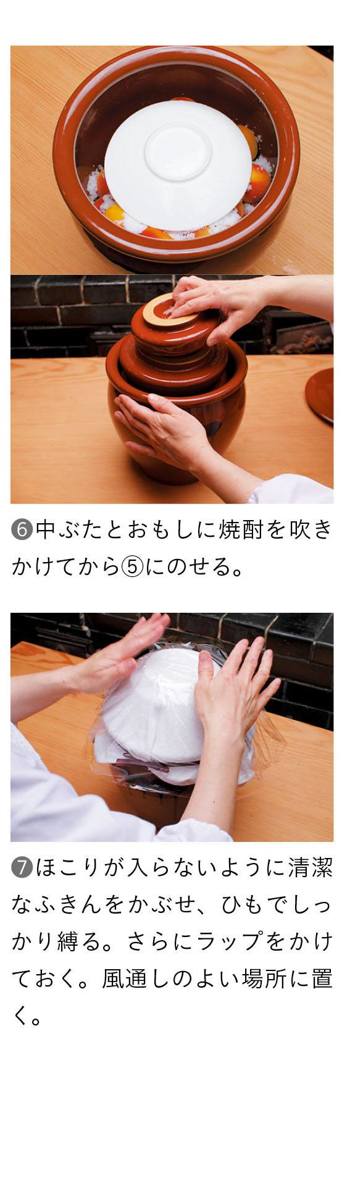 ❻中ぶたとおもしに焼酎を吹き
かけてから⑤にのせる。
❼ほこりが入らないように清潔
なふきんをかぶせ、ひもでしっ
かり縛る。さらにラップをかけ
ておく。風通しのよい場所に置
く。